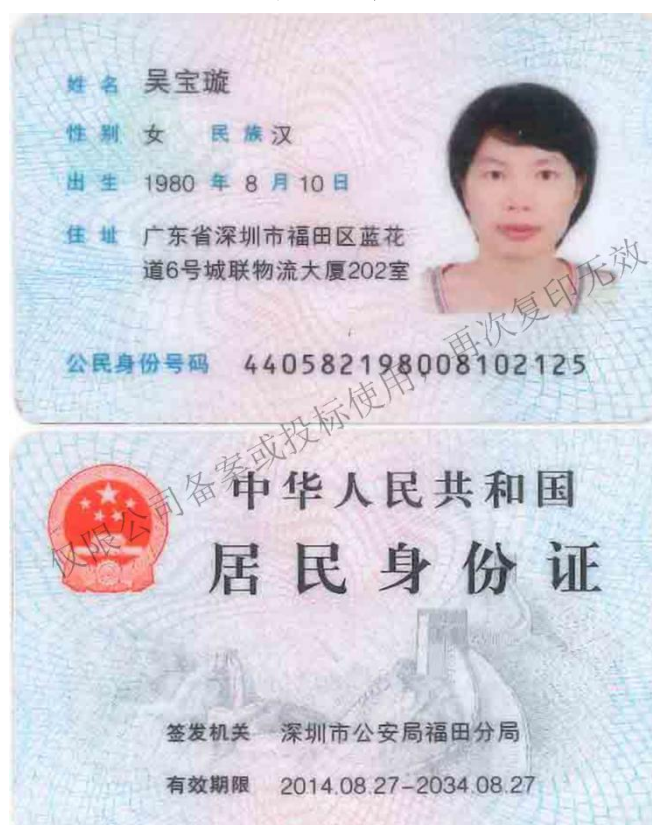 姓名 吴宝璇
性别 女 民族 汉
出生 1980 年 8 月 10 日
住址 广东省深圳市福田区蓝花
道6号城联物流大厦202室
公民身份号码 440582198008102125
仅限公司备案或投标使用，再次复印无效
中华人民共和国
居民身份证
签发机关 深圳市公安局福田分局
有效期限 2014.08.27-2034.08.27